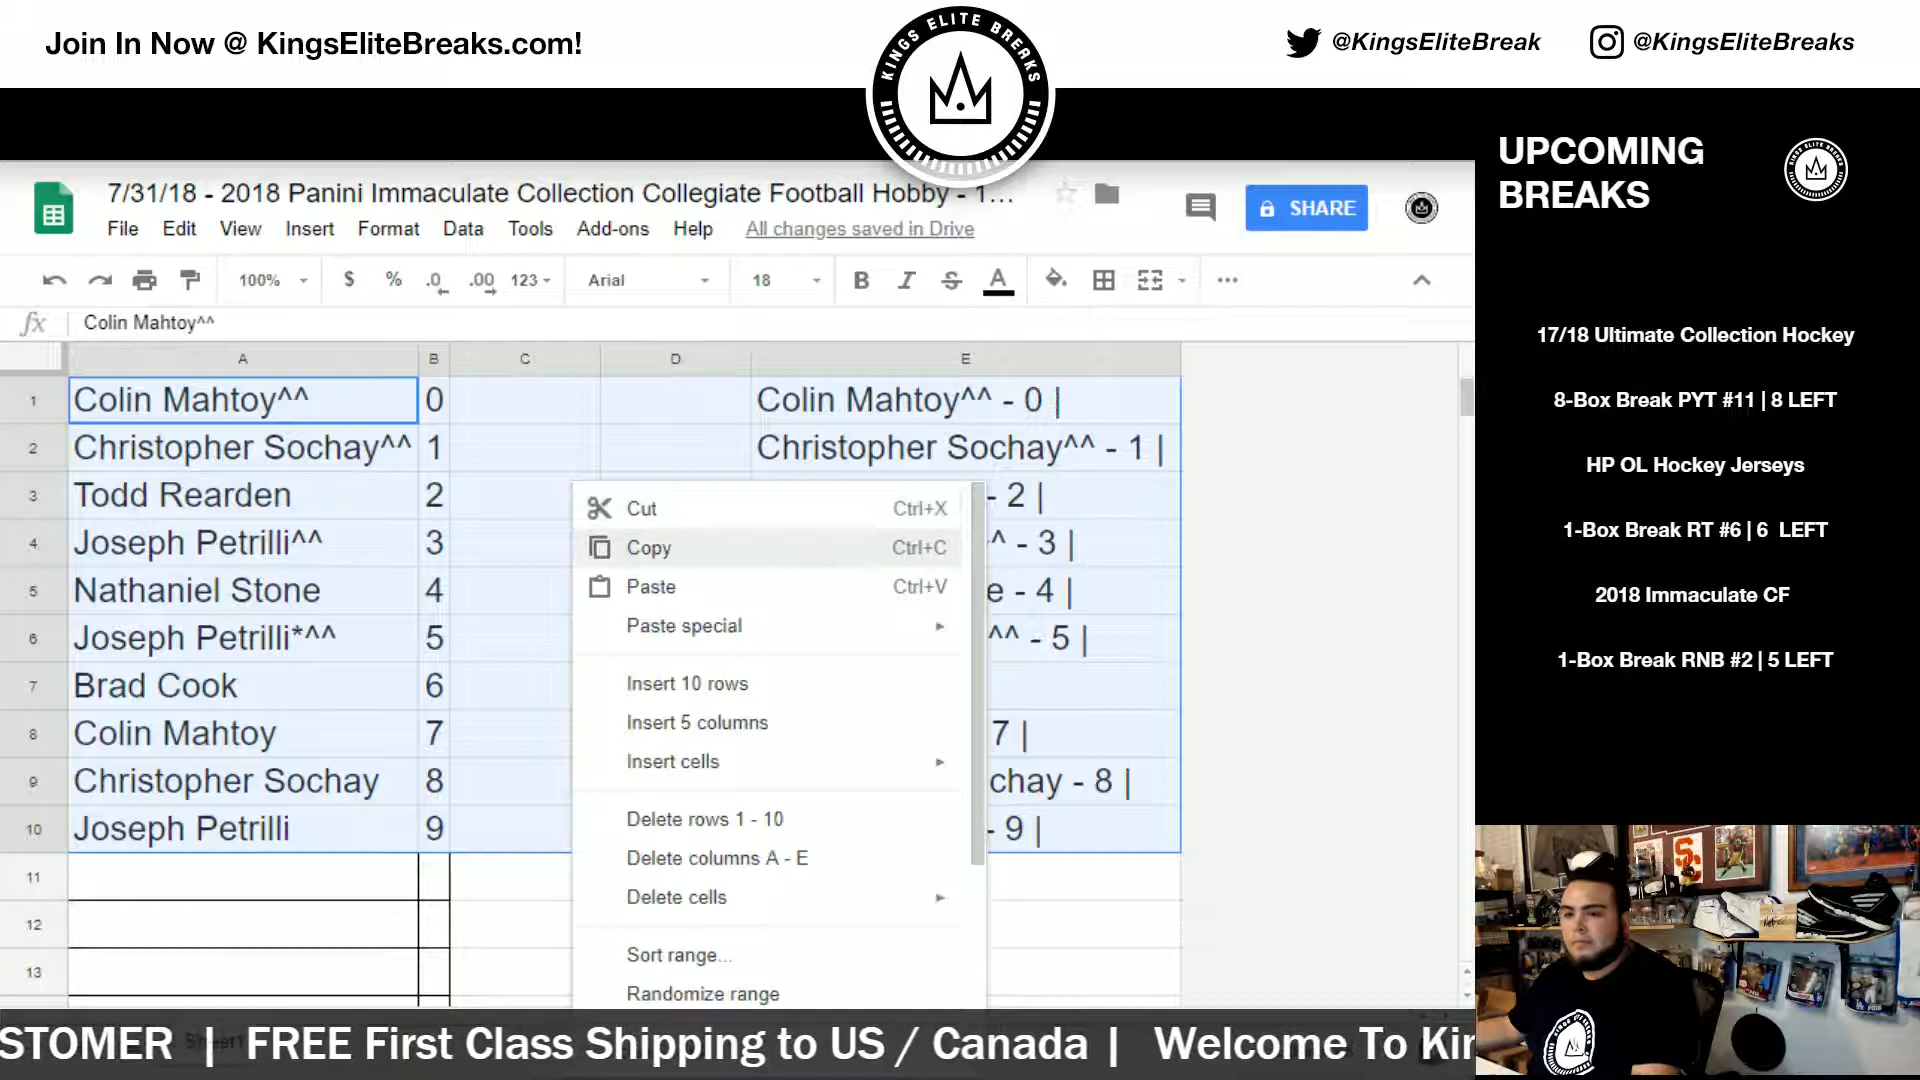 Join In Now @ KingsEliteBreaks.com!
KINGS ELITE BREAKS
@KingsEliteBreak
@KingsEliteBreaks
UPCOMING
BREAKS
17/18 Ultimate Collection Hockey
8-Box Break PYT #11 | 8 LEFT
HP OL Hockey Jerseys
1-Box Break RT #6 | 6 LEFT
2018 Immaculate CF
1-Box Break RNB #2 | 5 LEFT
7/31/18 - 2018 Panini Immaculate Collection Collegiate Football Hobby - 1...
SHARE
File Edit View Insert Format Data Tools Add-ons Help All changes saved in Drive
100% $ % .0 .00 123 Arial 18 B I S A ...
fx Colin Mahtoy^^
A B C D E
1 Colin Mahtoy^^ 0 Colin Mahtoy^^ - 0 |
2 Christopher Sochay^^ 1 Christopher Sochay^^ - 1 |
3 Todd Rearden 2 - 2 |
4 Joseph Petrilli^^ 3 ^ - 3 |
5 Nathaniel Stone 4 e - 4 |
6 Joseph Petrilli*^^ 5 ^^ - 5 |
7 Brad Cook 6
8 Colin Mahtoy 7 7 |
9 Christopher Sochay 8 chay - 8 |
10 Joseph Petrilli 9 - 9 |
11
12
13
Cut Ctrl+X
Copy Ctrl+C
Paste Ctrl+V
Paste special
Insert 10 rows
Insert 5 columns
Insert cells
Delete rows 1 - 10
Delete columns A - E
Delete cells
Sort range...
Randomize range
STOMER | FREE First Class Shipping to US / Canada | Welcome To Kin